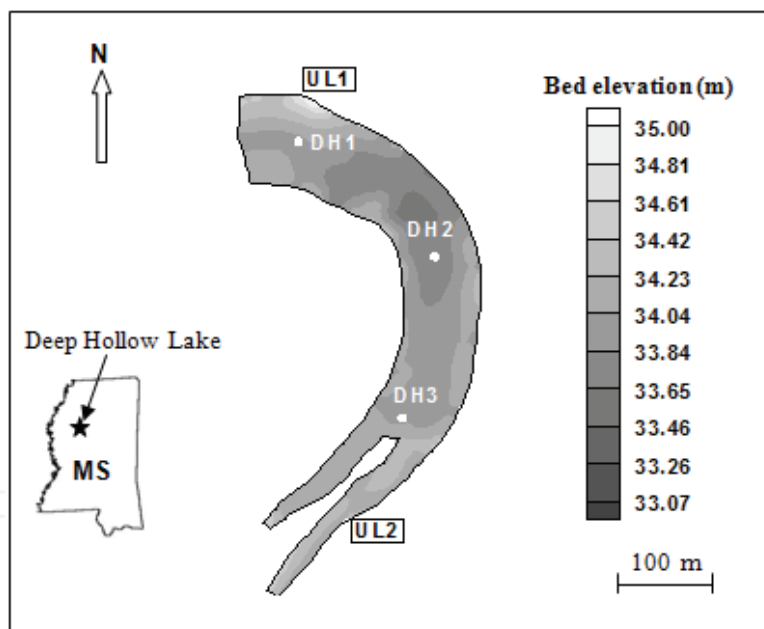 N
UL1
DH1
DH2
DH3
UL2
Deep Hollow Lake
MS
Bed elevation (m)
35.00
34.81
34.61
34.42
34.23
34.04
33.84
33.65
33.46
33.26
33.07
100 m